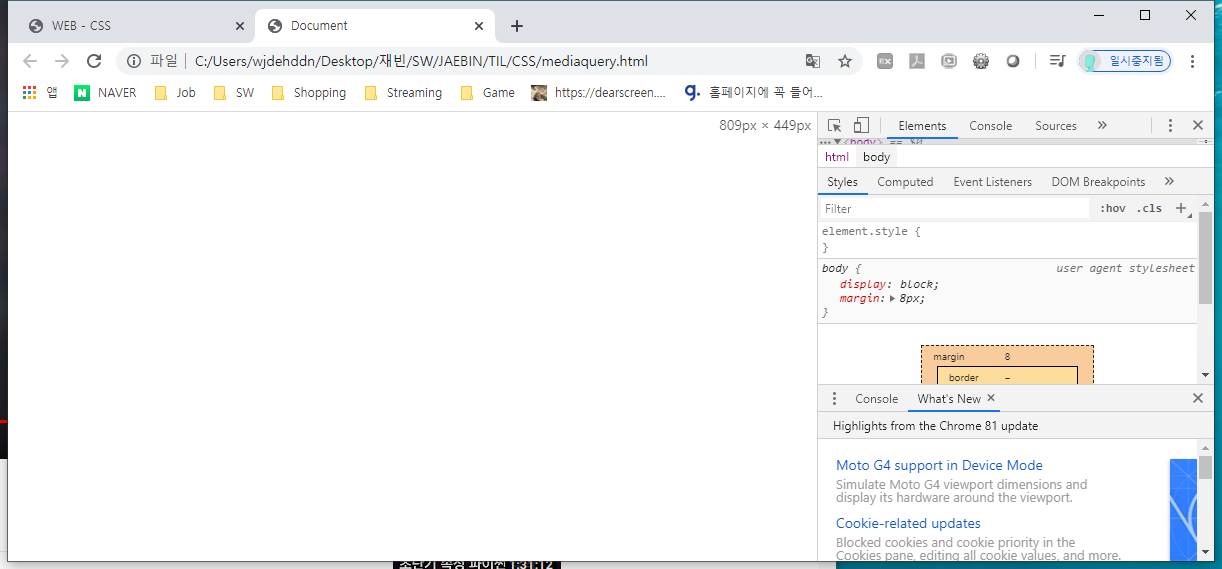 WEB - CSS
Document
파일 C:/Users/wjdehddn/Desktop/재빈/SW/JAEBIN/TIL/CSS/mediaquery.html
일시중지됨
앱 NAVER Job SW Shopping Streaming Game https://dearscreen.... 홈페이지에 꼭 들어...
809px × 449px
Elements Console Sources
<body> == $0
html body
Styles Computed Event Listeners DOM Breakpoints
Filter :hov .cls
element.style {
}
body { user agent stylesheet
display: block;
margin: 8px;
}
margin 8
border –
Console What's New
Highlights from the Chrome 81 update
Moto G4 support in Device Mode
Simulate Moto G4 viewport dimensions and
display its hardware around the viewport.
Cookie-related updates
Blocked cookies and cookie priority in the
Cookies pane, editing all cookie values, and more.
1:31:12